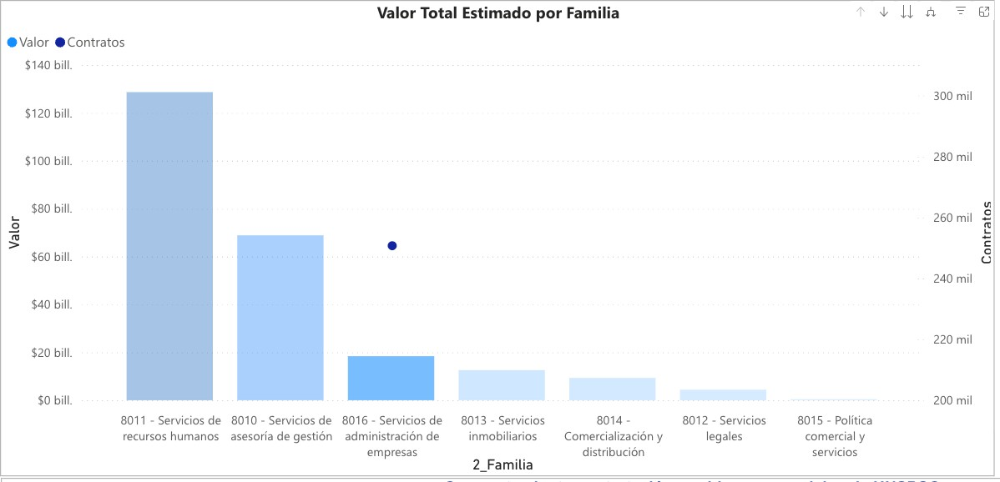 Valor Total Estimado por Familia
Valor Contratos
$140 bill.
$120 bill.
$100 bill.
$80 bill.
$60 bill.
$40 bill.
$20 bill.
$0 bill.
Valor
300 mil
280 mil
260 mil
240 mil
220 mil
200 mil
Contratos
8011 - Servicios de
recursos humanos
8010 - Servicios de
asesoría de gestión
8016 - Servicios de
administración de
empresas
8013 - Servicios
inmobiliarios
8014 -
Comercialización y
distribución
8012 - Servicios
legales
8015 - Política
comercial y
servicios
2_Familia